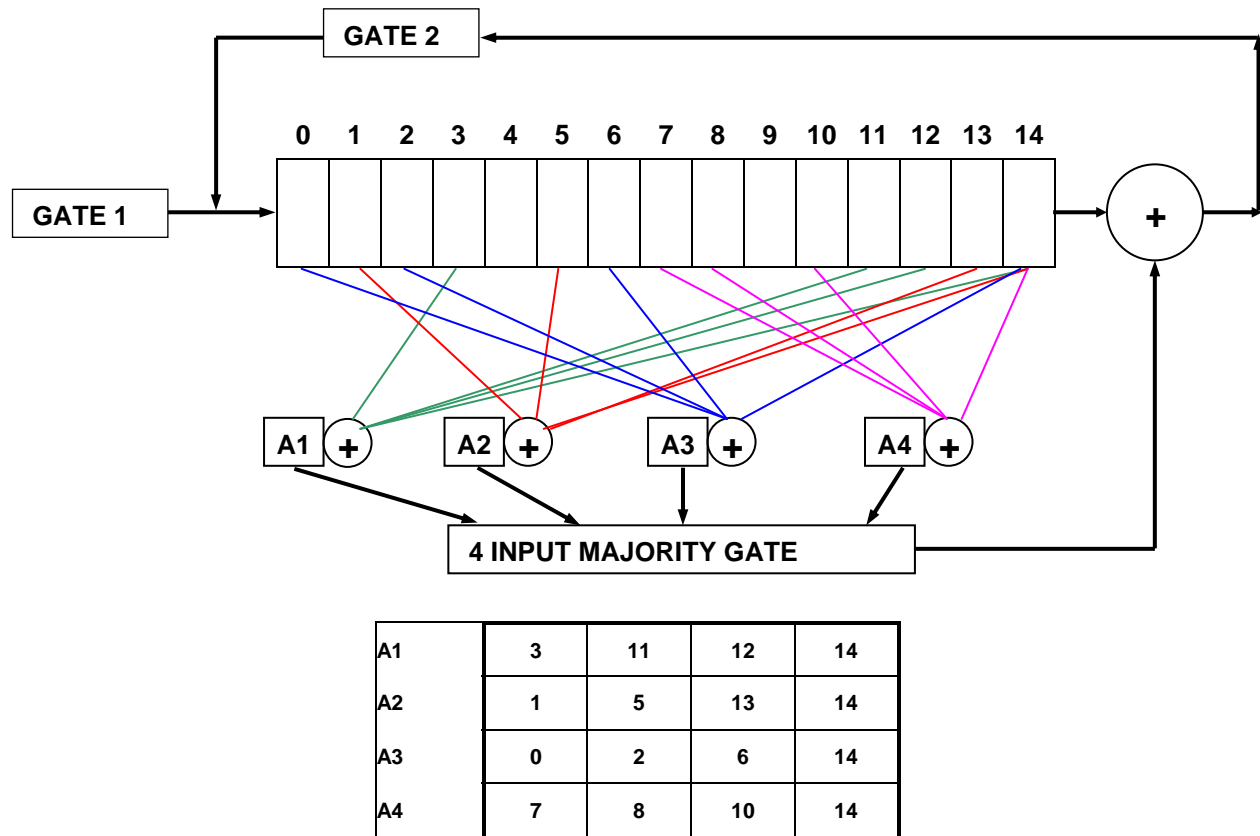 GATE 2
0 1 2 3 4 5 6 7 8 9 10 11 12 13 14
GATE 1
+
A1 + A2 + A3 + A4 +
4 INPUT MAJORITY GATE
A1 3 11 12 14
A2 1 5 13 14
A3 0 2 6 14
A4 7 8 10 14